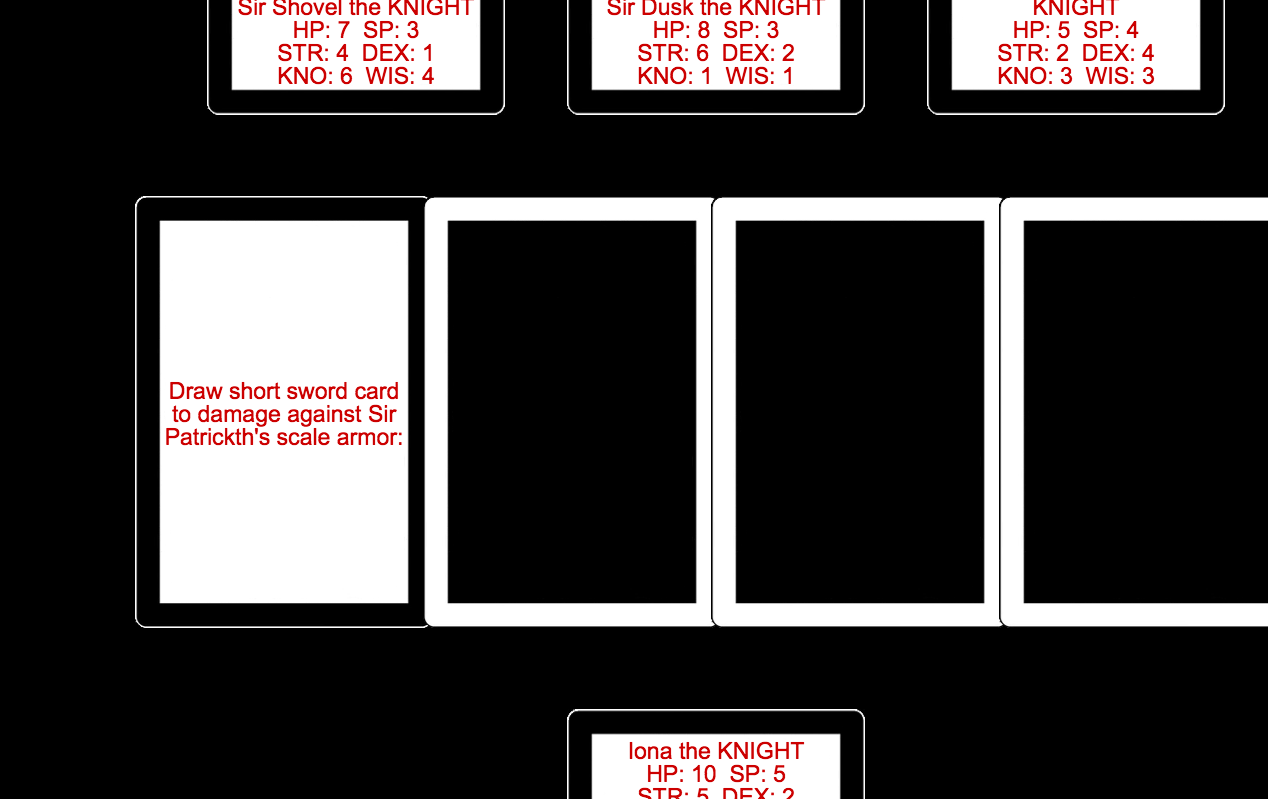 Sir Shovel the KNIGHT
HP: 7  SP: 3
STR: 4  DEX: 1
KNO: 6  WIS: 4
Sir Dusk the KNIGHT
HP: 8  SP: 3
STR: 6  DEX: 2
KNO: 1  WIS: 1
KNIGHT
HP: 5  SP: 4
STR: 2  DEX: 4
KNO: 3  WIS: 3
Draw short sword card
to damage against Sir
Patrickth's scale armor:
Iona the KNIGHT
HP: 10  SP: 5
STR: 5  DEX: 2